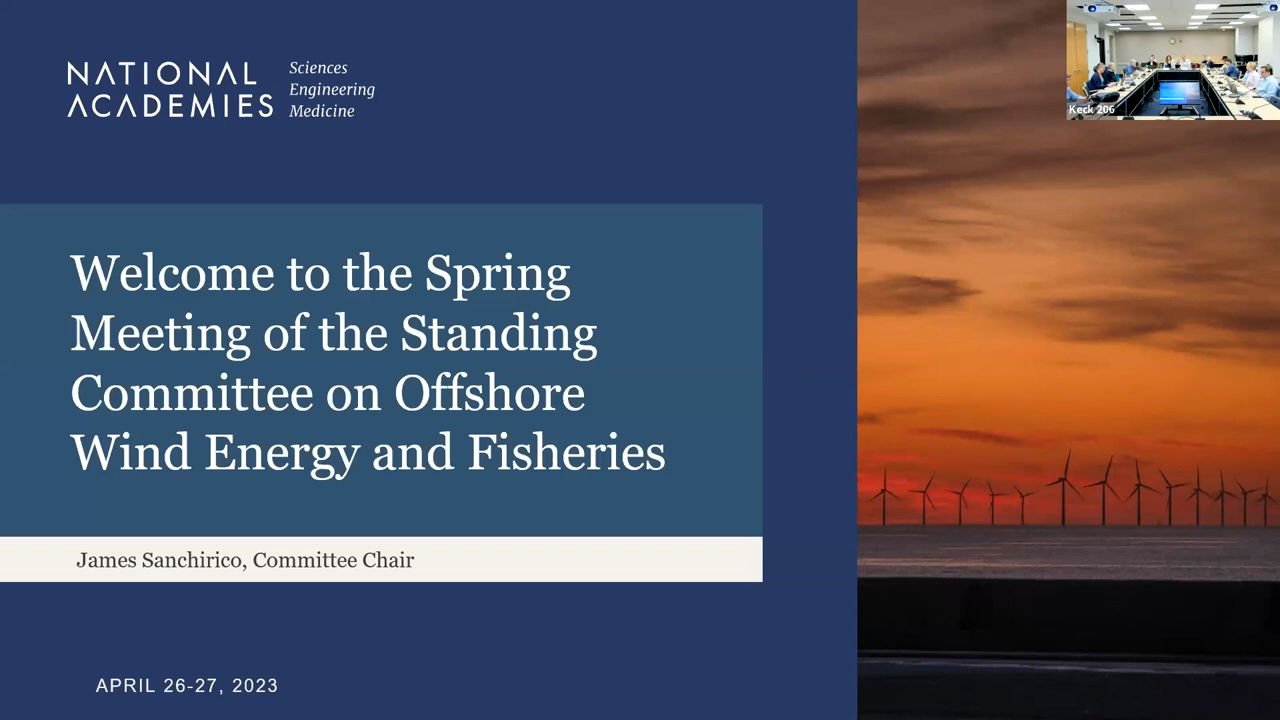 NATIONAL
ACADEMIES
Sciences
Engineering
Medicine
Keck 206
Welcome to the Spring
Meeting of the Standing
Committee on Offshore
Wind Energy and Fisheries
James Sanchirico, Committee Chair
APRIL 26-27, 2023